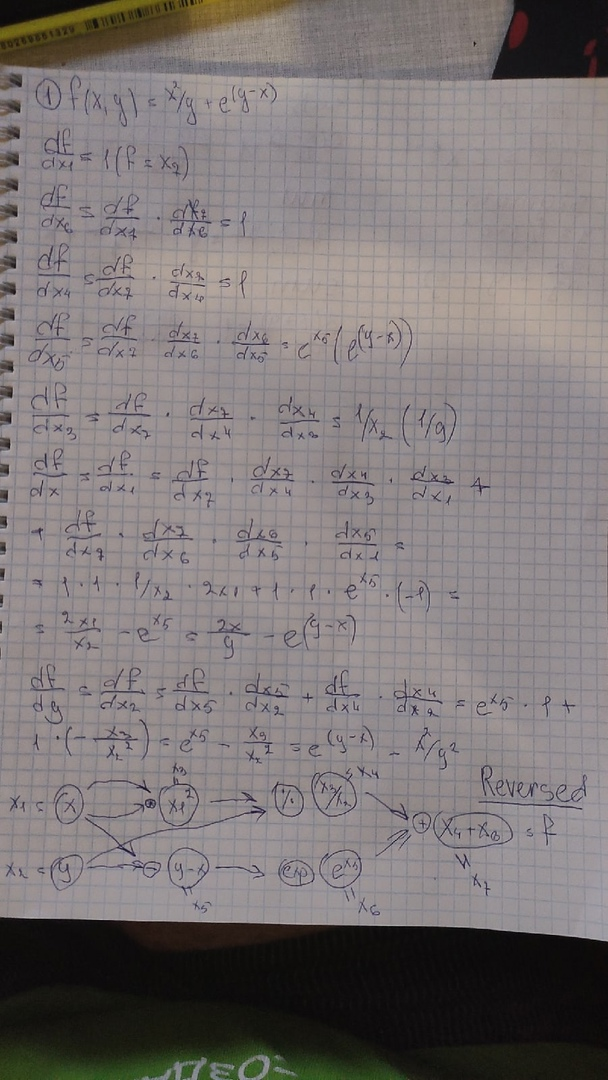 80269561320
① f(x,y) = x²/y + e^(y-x)
df/dx1 = 1 (f = x7)
df/dx6 = df/dx7 · dx7/dx6 = 1
df/dx4 = df/dx7 · dx7/dx4 = 1
df/dx5 = df/dx7 · dx7/dx6 · dx6/dx5 = e^x5 (e^(y-x))
df/dx3 = df/dx7 · dx7/dx4 · dx4/dx3 = 1/x2 (1/y)
df/dx = df/dx1 = df/dx7 · dx7/dx4 · dx4/dx3 · dx3/dx1 +
+ df/dx7 · dx7/dx6 · dx6/dx5 · dx5/dx1 =
= 1 · 1 · 1/x2 · 2x1 + 1 · 1 · e^x5 · (-1) =
= 2x1/x2 - e^x5 = 2x/y - e^(y-x)
df/dy = df/dx2 = df/dx5 · dx5/dx2 + df/dx4 · dx4/dx2 = e^x5 · 1 +
1 · (- x3/x2²) = e^x5 - x3/x2² = e^(y-x) - x²/y²
Reversed
x3
= x4
x1 = x x1² x3/x2 x4+x6 = f
x2 = y − y-x exp e^x5
= x7
= x5
= x6